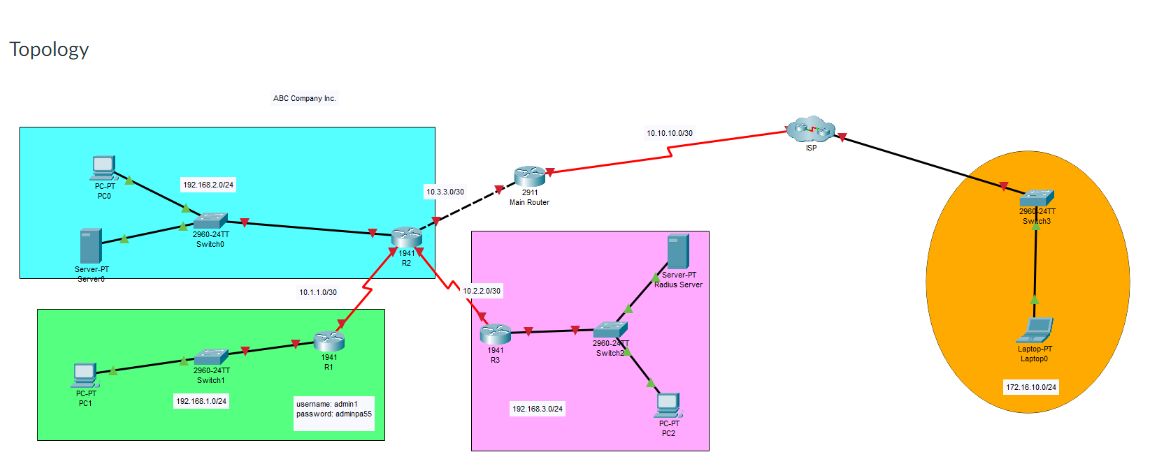 Topology
ABC Company Inc.
PC-PT
PC0
192.168.2.0/24
2960-24TT
Switch0
Server-PT
Server0
1941
R2
10.3.3.0/30
2911
Main Router
10.10.10.0/30
ISP
2960-24TT
Switch3
Laptop-PT
Laptop0
172.16.10.0/24
10.1.1.0/30
10.2.2.0/30
1941
R1
2960-24TT
Switch1
PC-PT
PC1
192.168.1.0/24
username: admin1
password: adminpa55
1941
R3
2960-24TT
Switch2
Server-PT
Radius Server
192.168.3.0/24
PC-PT
PC2